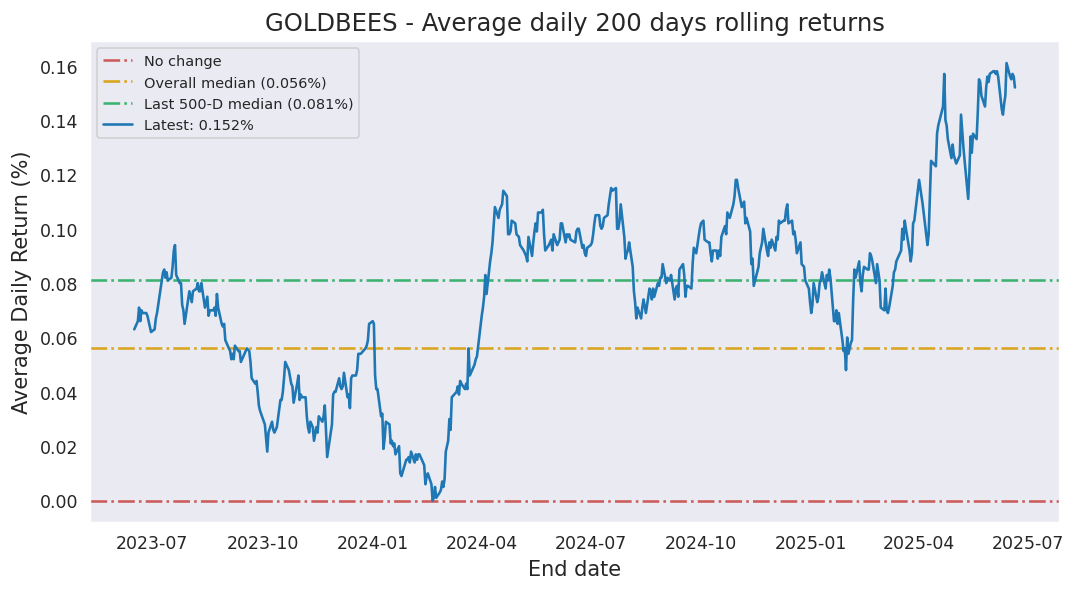 GOLDBEES - Average daily 200 days rolling returns
No change
Overall median (0.056%)
Last 500-D median (0.081%)
Latest: 0.152%
Average Daily Return (%)
0.16
0.14
0.12
0.10
0.08
0.06
0.04
0.02
0.00
2023-07 2023-10 2024-01 2024-04 2024-07 2024-10 2025-01 2025-04 2025-07
End date